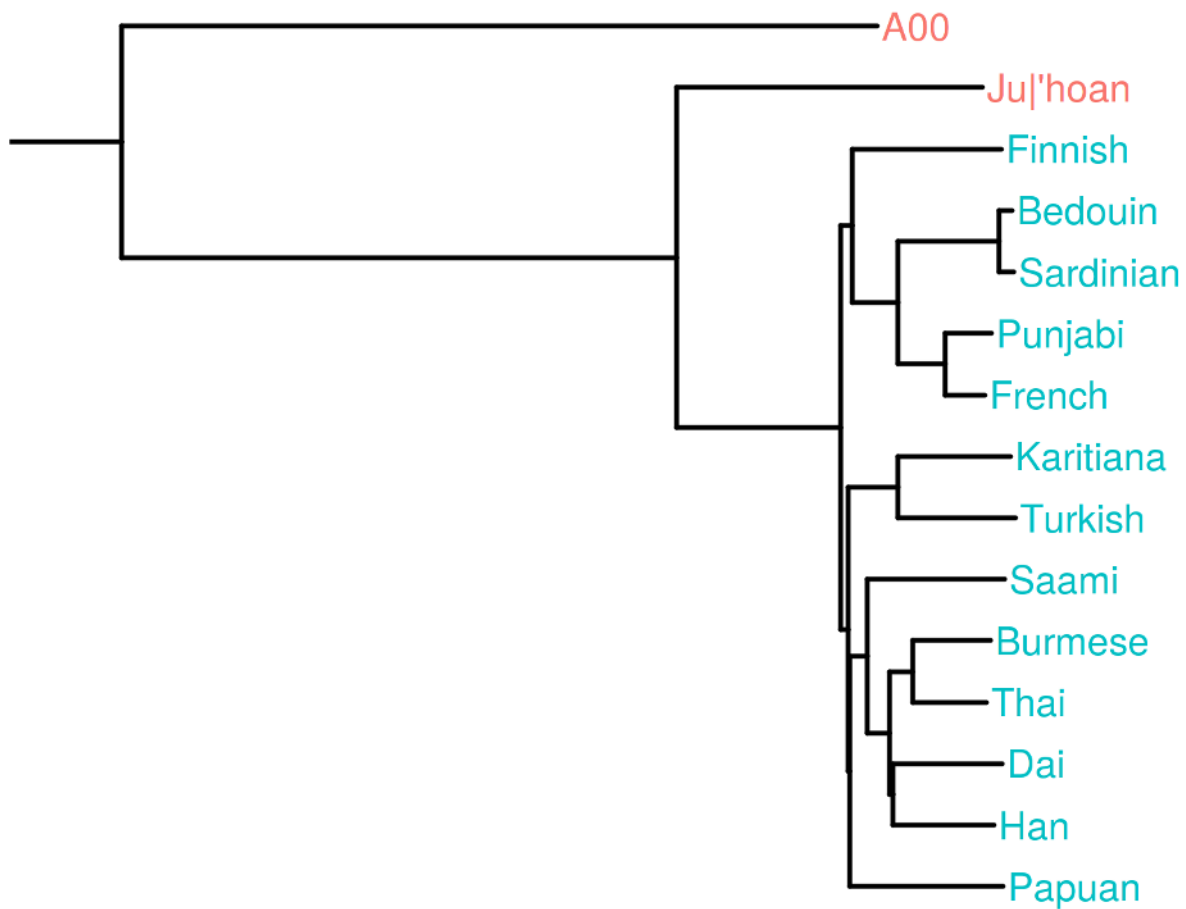 A00
Ju|'hoan
Finnish
Bedouin
Sardinian
Punjabi
French
Karitiana
Turkish
Saami
Burmese
Thai
Dai
Han
Papuan